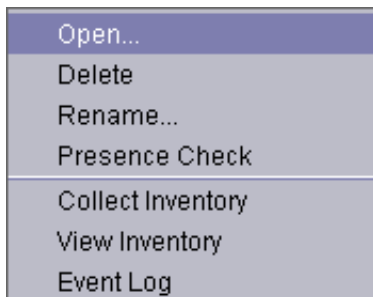 Open...
Delete
Rename...
Presence Check
Collect Inventory
View Inventory
Event Log